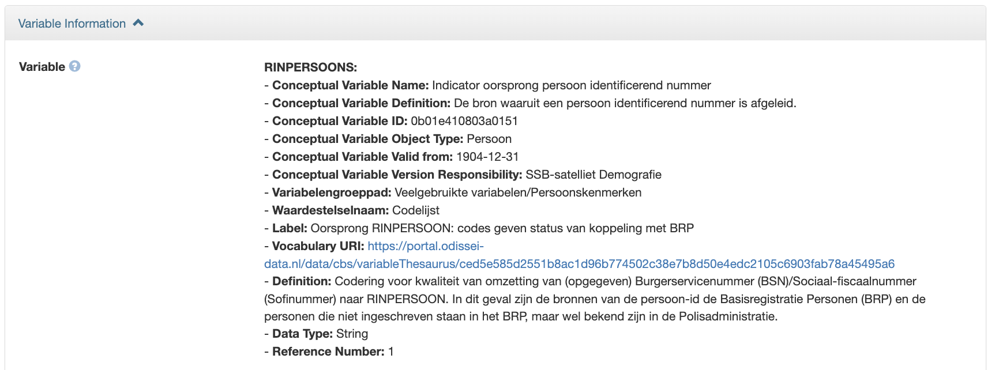 Variable Information
Variable ?
RINPERSOONS:
- Conceptual Variable Name: Indicator oorsprong persoon identificerend nummer
- Conceptual Variable Definition: De bron waaruit een persoon identificerend nummer is afgeleid.
- Conceptual Variable ID: 0b01e410803a0151
- Conceptual Variable Object Type: Persoon
- Conceptual Variable Valid from: 1904-12-31
- Conceptual Variable Version Responsibility: SSB-satelliet Demografie
- Variabelengroeppad: Veelgebruikte variabelen/Persoonskenmerken
- Waardestelselnaam: Codelijst
- Label: Oorsprong RINPERSOON: codes geven status van koppeling met BRP
- Vocabulary URI: https://portal.odissei-
data.nl/data/cbs/variableThesaurus/ced5e585d2551b8ac1d96b774502c38e7b8d50e4edc2105c6903fab78a45495a6
- Definition: Codering voor kwaliteit van omzetting van (opgegeven) Burgerservicenummer (BSN)/Sociaal-fiscaalnummer
(Sofinummer) naar RINPERSOON. In dit geval zijn de bronnen van de persoon-id de Basisregistratie Personen (BRP) en de
personen die niet ingeschreven staan in het BRP, maar wel bekend zijn in de Polisadministratie.
- Data Type: String
- Reference Number: 1